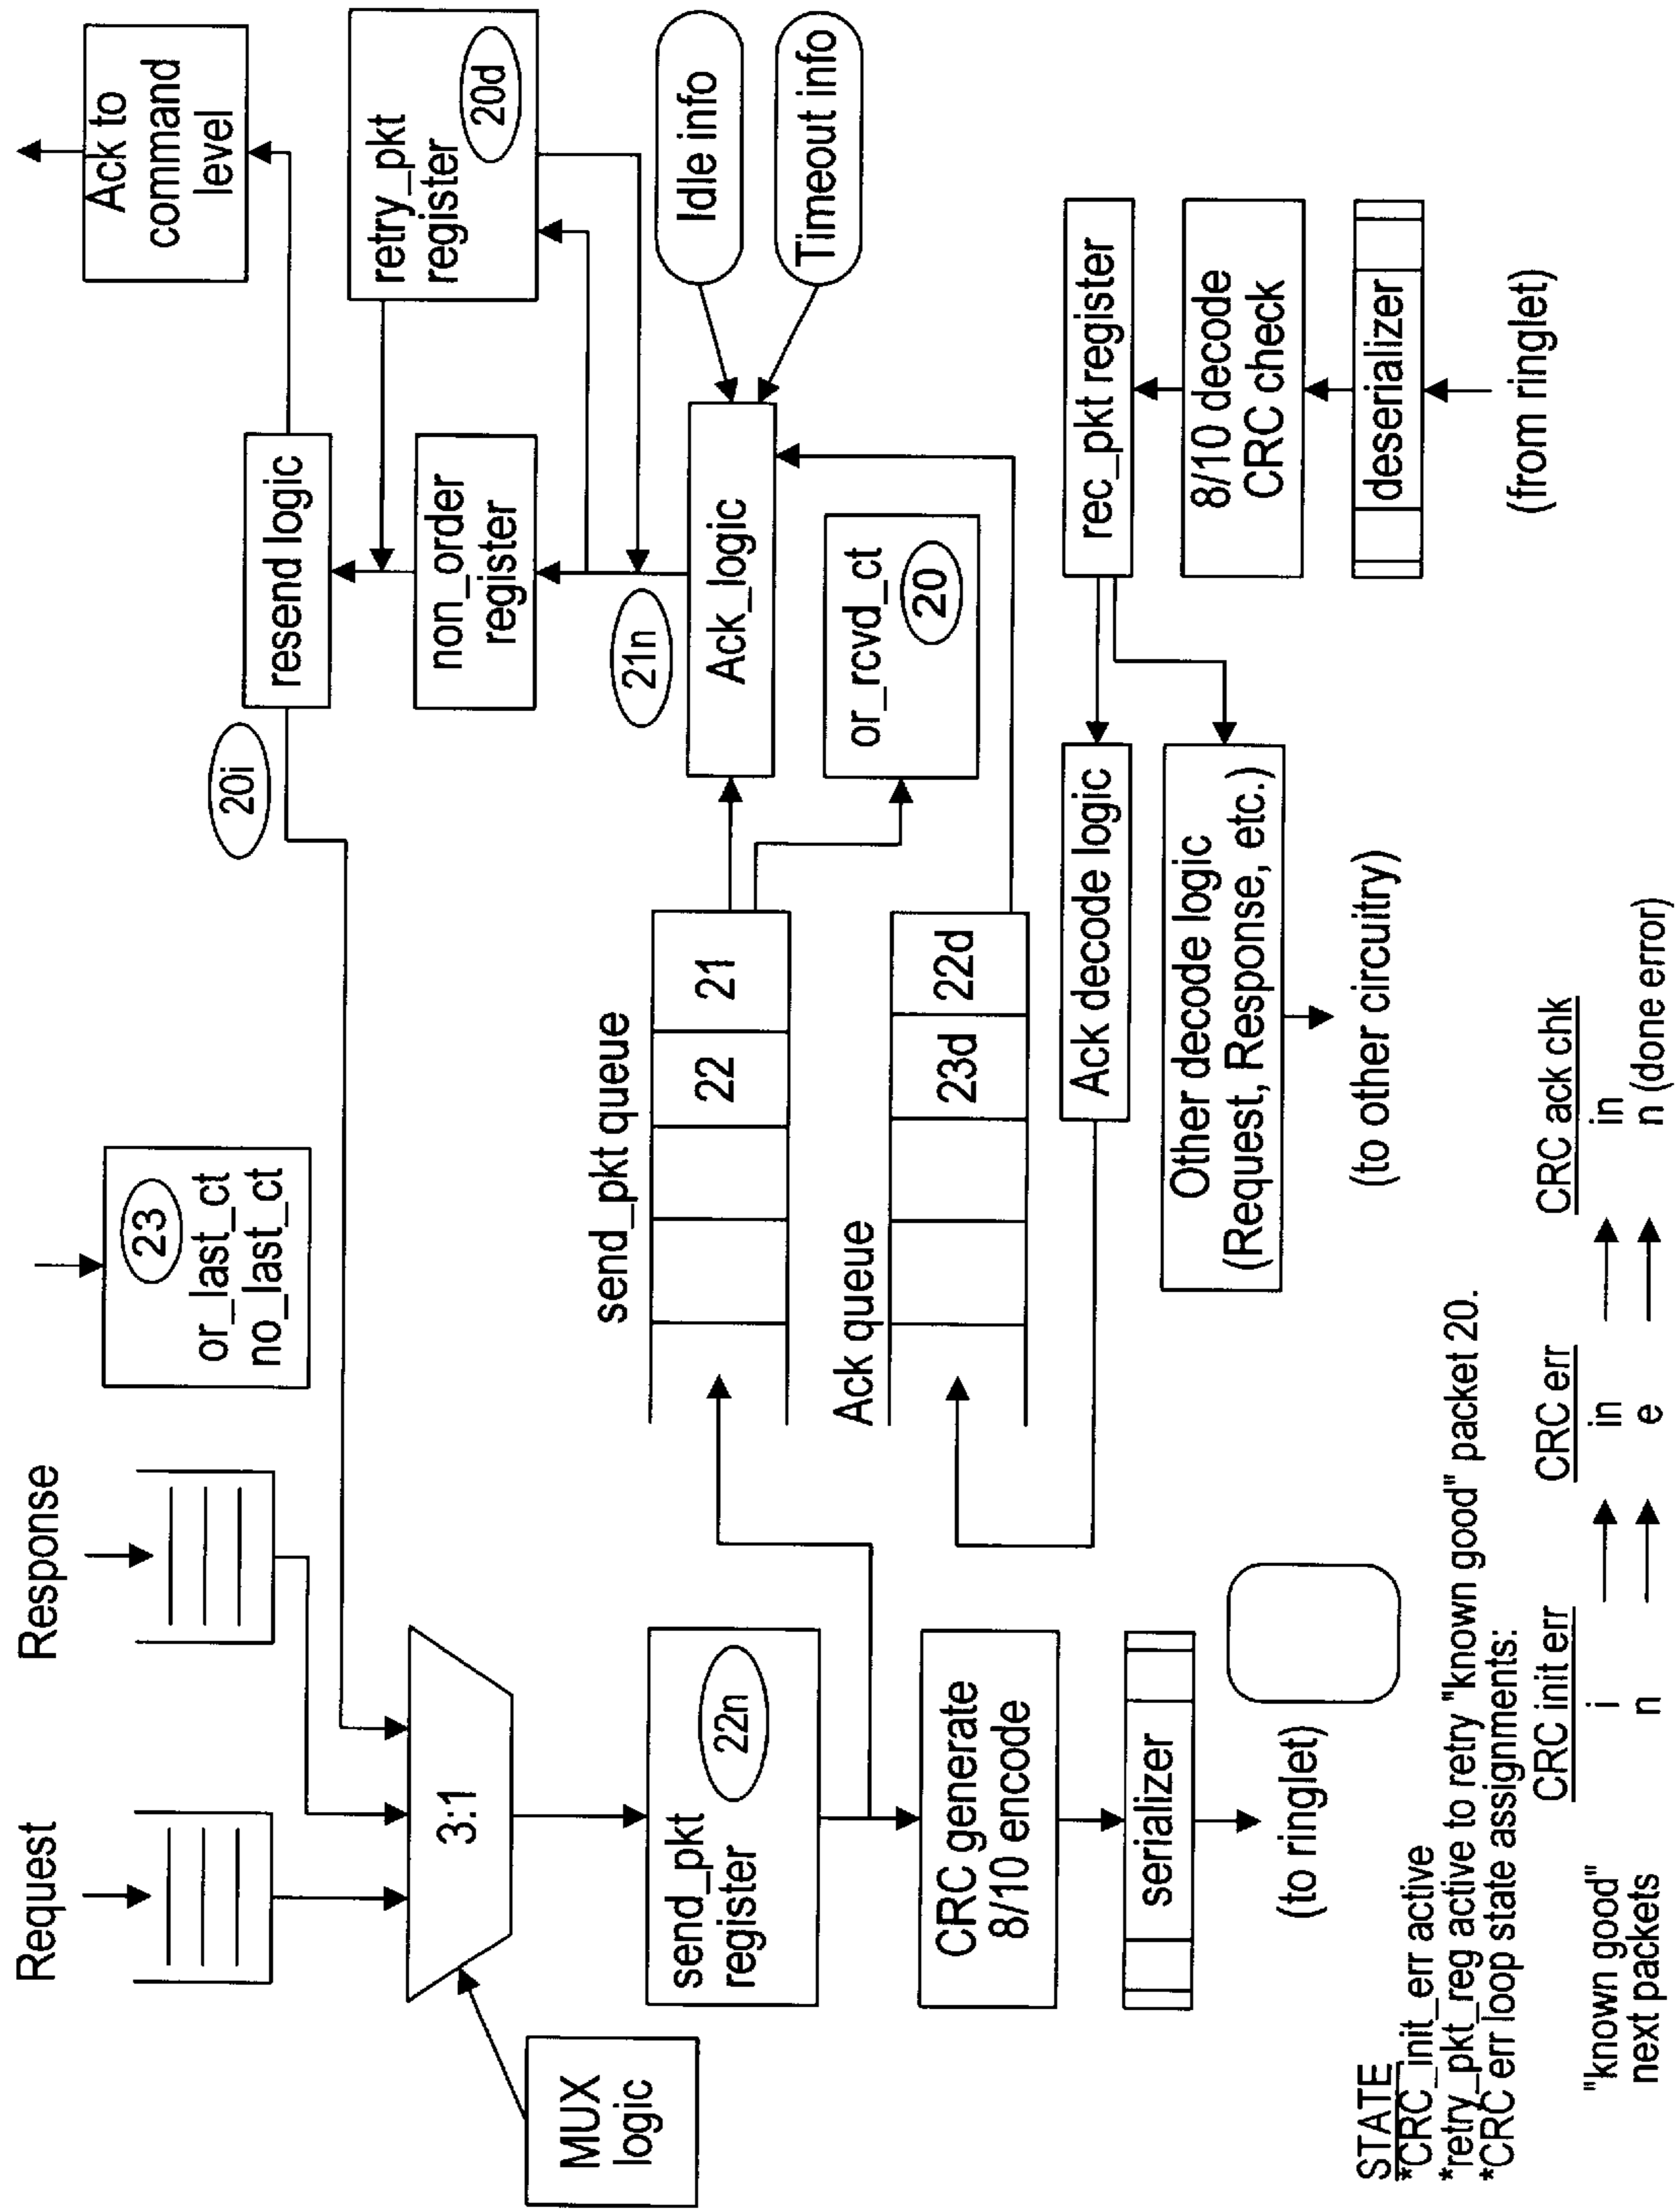 Request
Response
23
or_last_ct
no_last_ct
Ack to
command
level
20i
resend logic
retry_pkt
register
20d
MUX
logic
3:1
non_order
register
21n
send_pkt
register
22n
send_pkt queue
22
21
Ack_logic
Idle info
Timeout info
or_rcvd_ct
20
Ack queue
23d
22d
CRC generate
8/10 encode
serializer
(to ringlet)
Ack decode logic
Other decode logic
(Request, Response, etc.)
(to other circuitry)
rec_pkt register
8/10 decode
CRC check
deserializer
(from ringlet)
STATE
*CRC_init_err active
*retry_pkt_reg active to retry "known good" packet 20.
*CRC err loop state assignments:
CRC init err CRC err CRC ack chk
"known good" i in in
next packets n e n (done error)